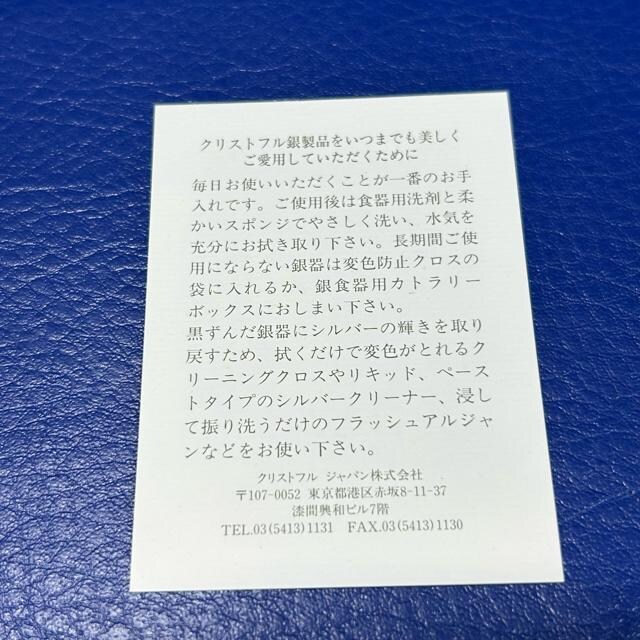 クリストフル銀製品をいつまでも美しく
ご愛用していただくために
毎日お使いいただくことが一番のお手
入れです。ご使用後は食器用洗剤と柔
かいスポンジでやさしく洗い、水気を
充分にお拭き取り下さい。長期間ご使
用にならない銀器は変色防止クロスの
袋に入れるか、銀食器用カトラリー
ボックスにおしまい下さい。
黒ずんだ銀器にシルバーの輝きを取り
戻すため、拭くだけで変色がとれるク
リーニングクロスやリキッド、ペース
トタイプのシルバークリーナー、浸し
て振り洗うだけのフラッシュアルジャ
ンなどをお使い下さい。
クリストフル ジャパン株式会社
〒107-0052 東京都港区赤坂8-11-37
漆間興和ビル7階
TEL.03(5413)1131 FAX.03(5413)1130